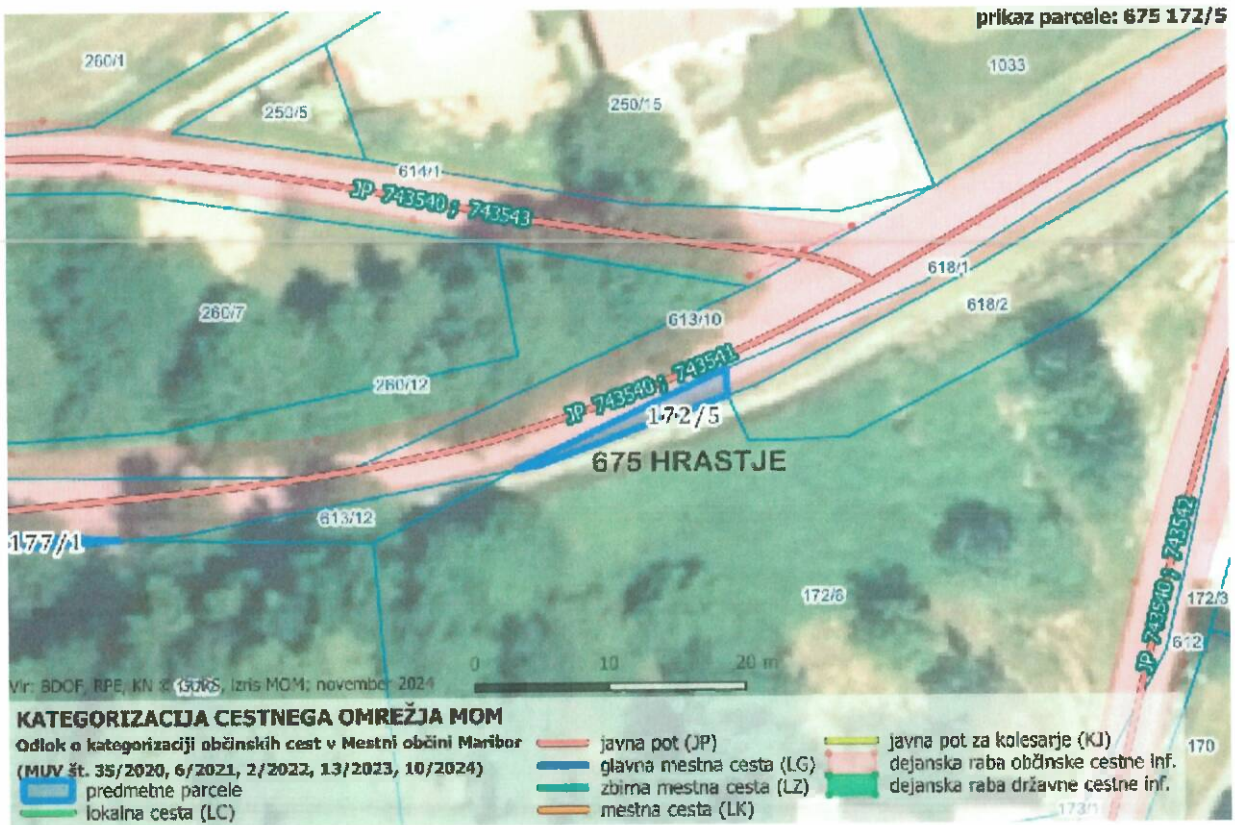 prikaz parcele: 675 172/5
260/1
1033
250/5
250/15
614/1
JP 743540 ; 743543
618/1
618/2
260/7
613/10
260/12
JP 743540 ; 743541
172/5
675 HRASTJE
613/12
177/1
JP 743540 ; 743542
172/6
172/3
612
0 10 20 m
Vir: BDOF, RPE, KN © GURS, izris MOM; november 2024
KATEGORIZACIJA CESTNEGA OMREŽJA MOM
Odlok o kategorizaciji občinskih cest v Mestni občini Maribor
(MUV št. 35/2020, 6/2021, 2/2022, 13/2023, 10/2024)
predmetne parcele
lokalna cesta (LC)
javna pot (JP)
glavna mestna cesta (LG)
zbirna mestna cesta (LZ)
mestna cesta (LK)
javna pot za kolesarje (KJ)
dejanska raba občinske cestne inf.
dejanska raba državne cestne inf.
170
173/1